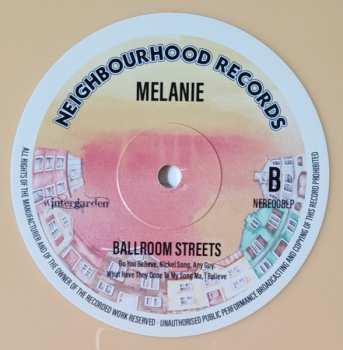 NEIGHBOURHOOD RECORDS
MELANIE
Wintergarden
B
NERE008LP
BALLROOM STREETS
Do You Believe, Nickel Song, Any Guy,
What Have They Done To My Song Ma, I Believe
ALL RIGHTS OF THE MANUFACTURER AND OF THE OWNER OF THE RECORDED WORK RESERVED · UNAUTHORISED PUBLIC PERFORMANCE BROADCASTING AND COPYING OF THIS RECORD PROHIBITED